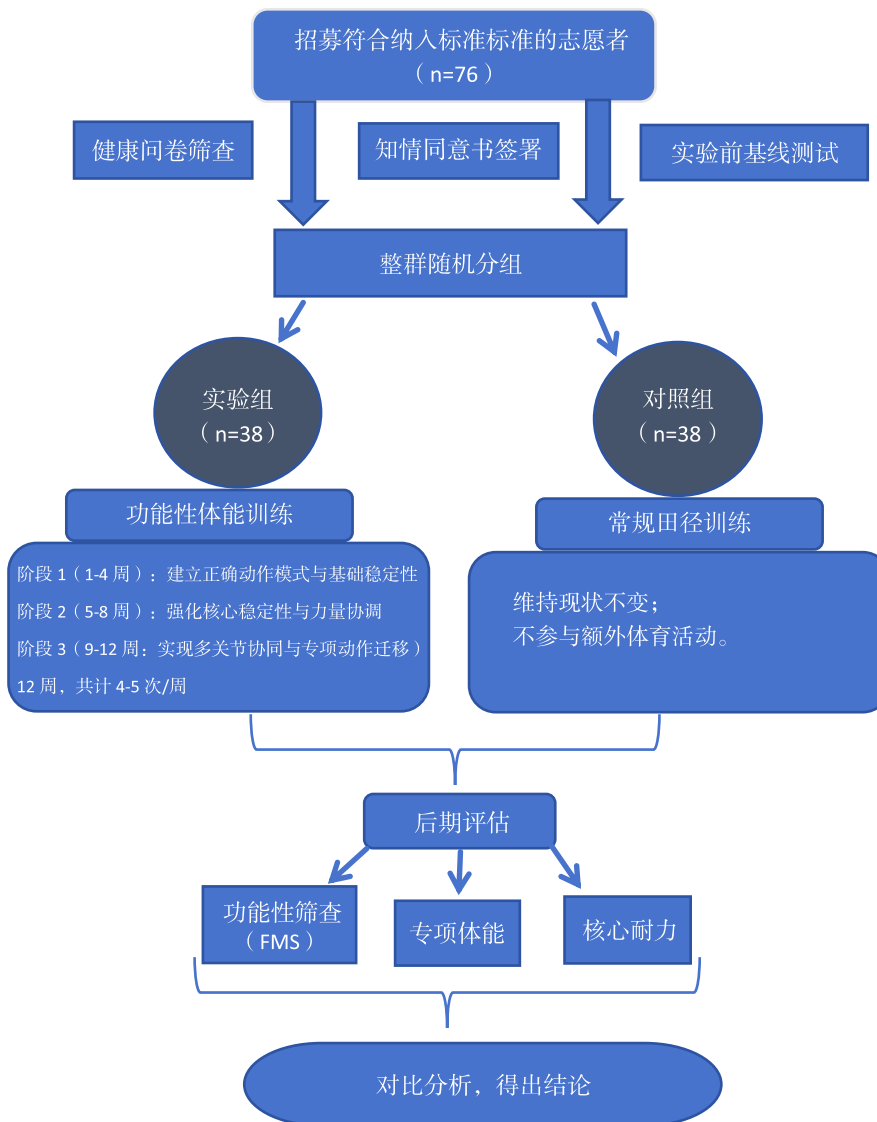 招募符合纳入标准标准的志愿者
（n=76）
健康问卷筛查
知情同意书签署
实验前基线测试
整群随机分组
实验组
（n=38）
对照组
（n=38）
功能性体能训练
常规田径训练
阶段 1（1-4 周）：建立正确动作模式与基础稳定性
阶段 2（5-8 周）：强化核心稳定性与力量协调
阶段 3（9-12 周：实现多关节协同与专项动作迁移）
12 周，共计 4-5 次/周
维持现状不变；
不参与额外体育活动。
后期评估
功能性筛查
（FMS）
专项体能
核心耐力
对比分析，得出结论